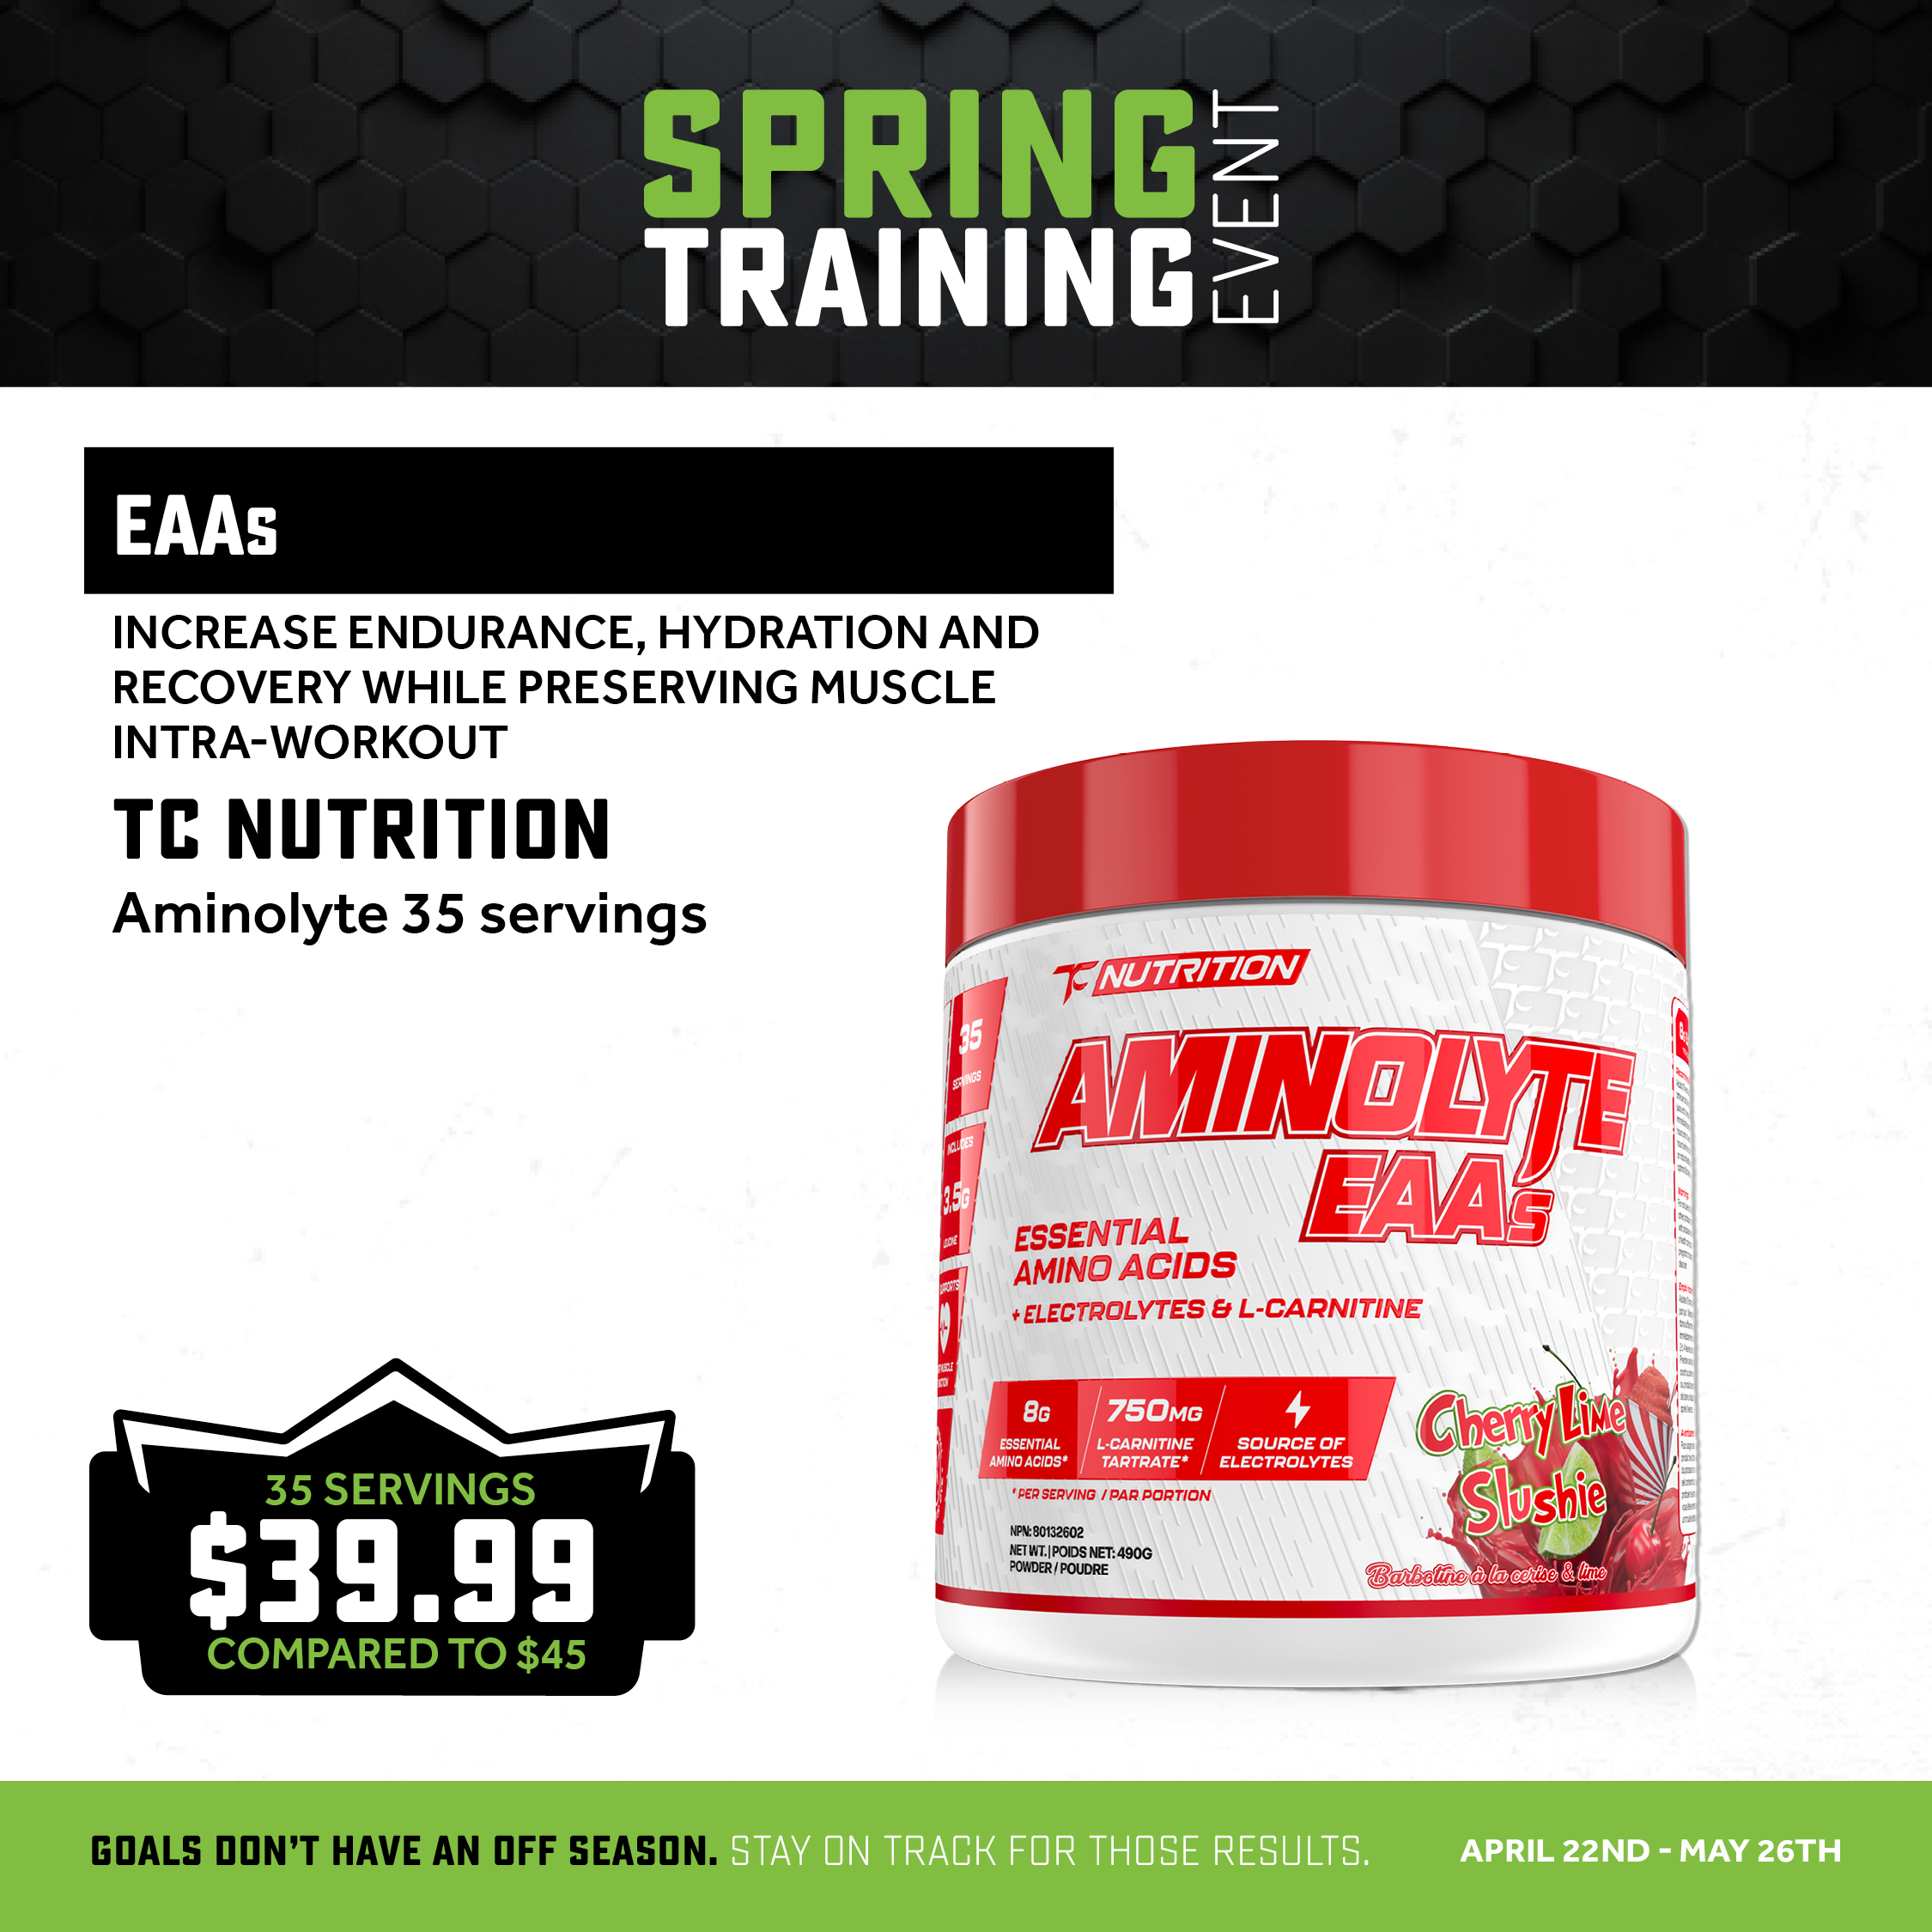 SPRING
TRAINING
EVENT
EAAs
INCREASE ENDURANCE, HYDRATION AND
RECOVERY WHILE PRESERVING MUSCLE
INTRA-WORKOUT
TC NUTRITION
Aminolyte 35 servings
TC NUTRITION
AMINOLYTE
EAAs
ESSENTIAL
AMINO ACIDS
+ ELECTROLYTES & L-CARNITINE
35
SERVINGS
INCLUDES
3.5G
8G
ESSENTIAL
AMINO ACIDS*
750MG
L-CARNITINE
TARTRATE*
SOURCE OF
ELECTROLYTES
* PER SERVING / PAR PORTION
NPN: 80132602
NET WT. | POIDS NET: 490G
POWDER / POUDRE
Cherry Lime
Slushie
Barbotine à la cerise & lime
35 SERVINGS
$39.99
COMPARED TO $45
GOALS DON'T HAVE AN OFF SEASON. STAY ON TRACK FOR THOSE RESULTS.
APRIL 22ND - MAY 26TH